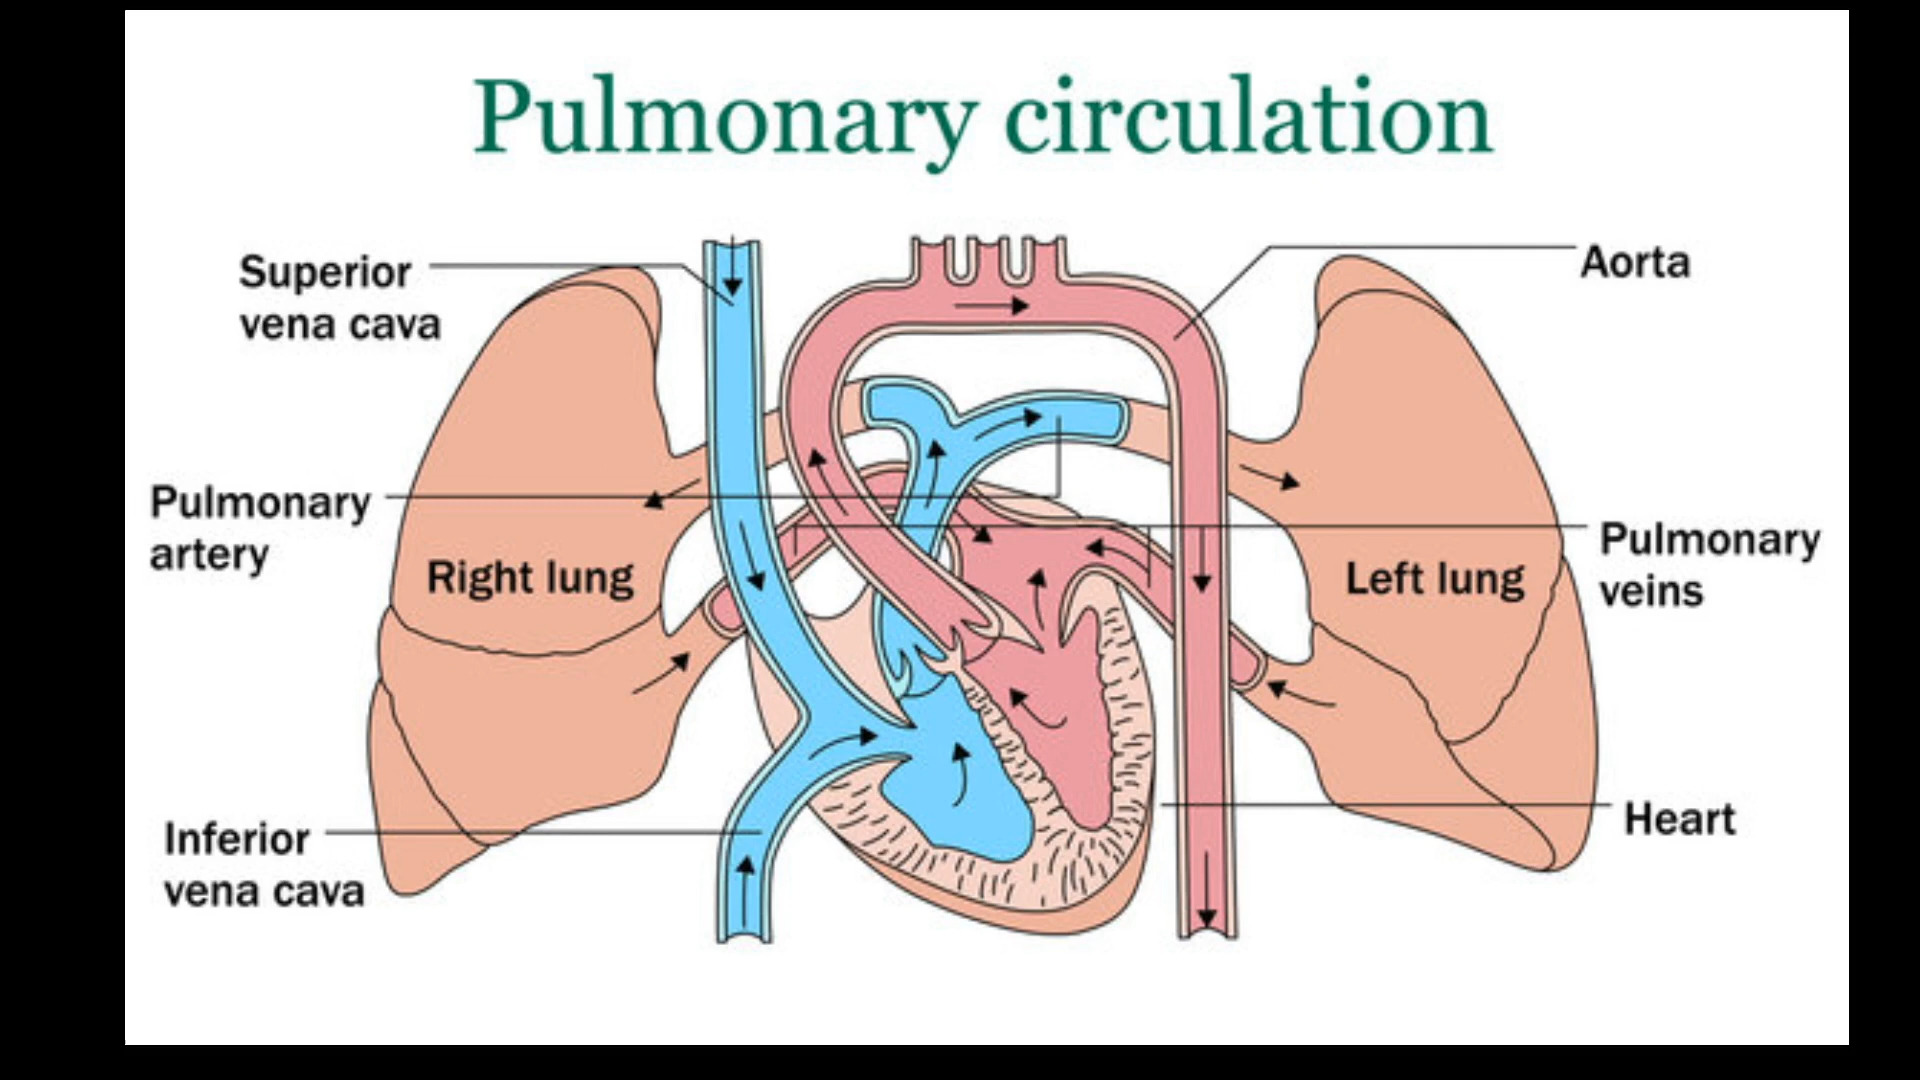 Pulmonary circulation
Superior
vena cava
Aorta
Pulmonary
artery
Right lung
Left lung
Pulmonary
veins
Inferior
vena cava
Heart